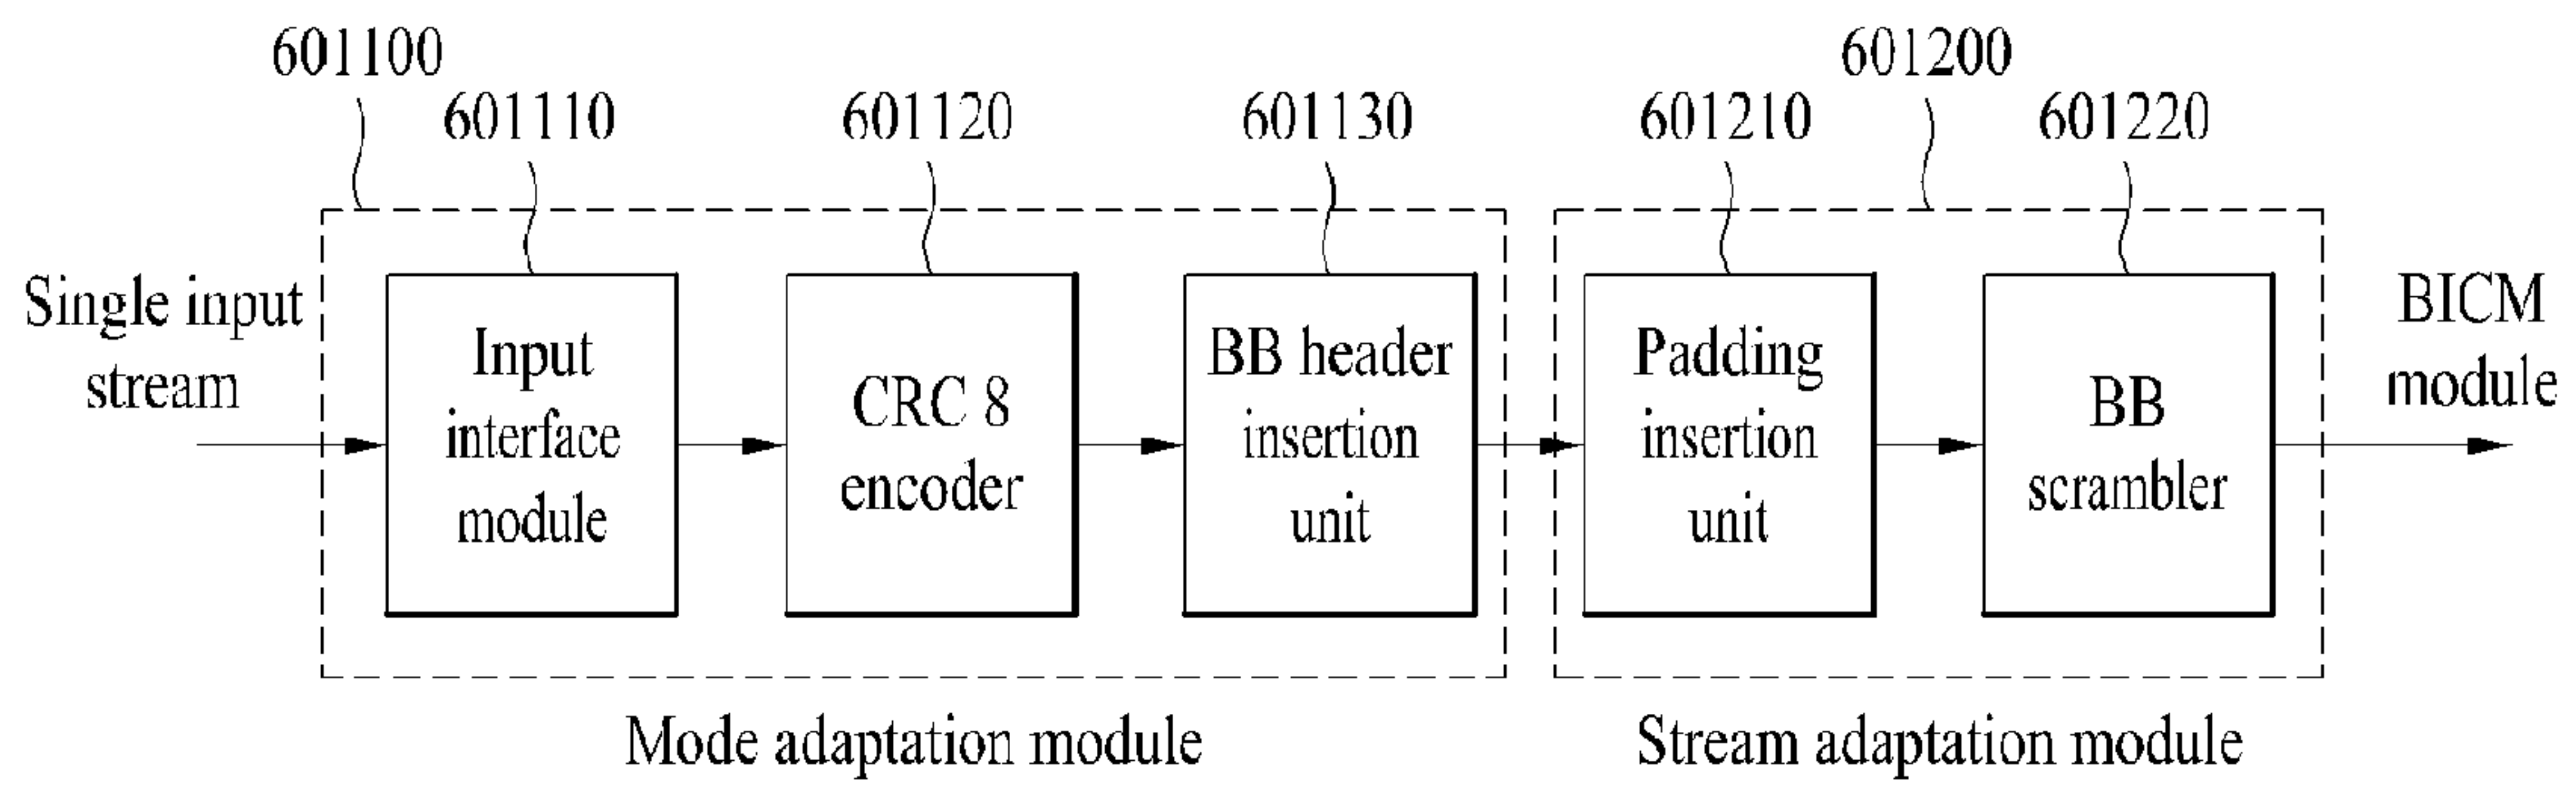 601100
601200
601110
601120
601130
601210
601220
Single input
stream
Input
interface
module
CRC 8
encoder
BB header
insertion
unit
Padding
insertion
unit
BB
scrambler
BICM
module
Mode adaptation module
Stream adaptation module